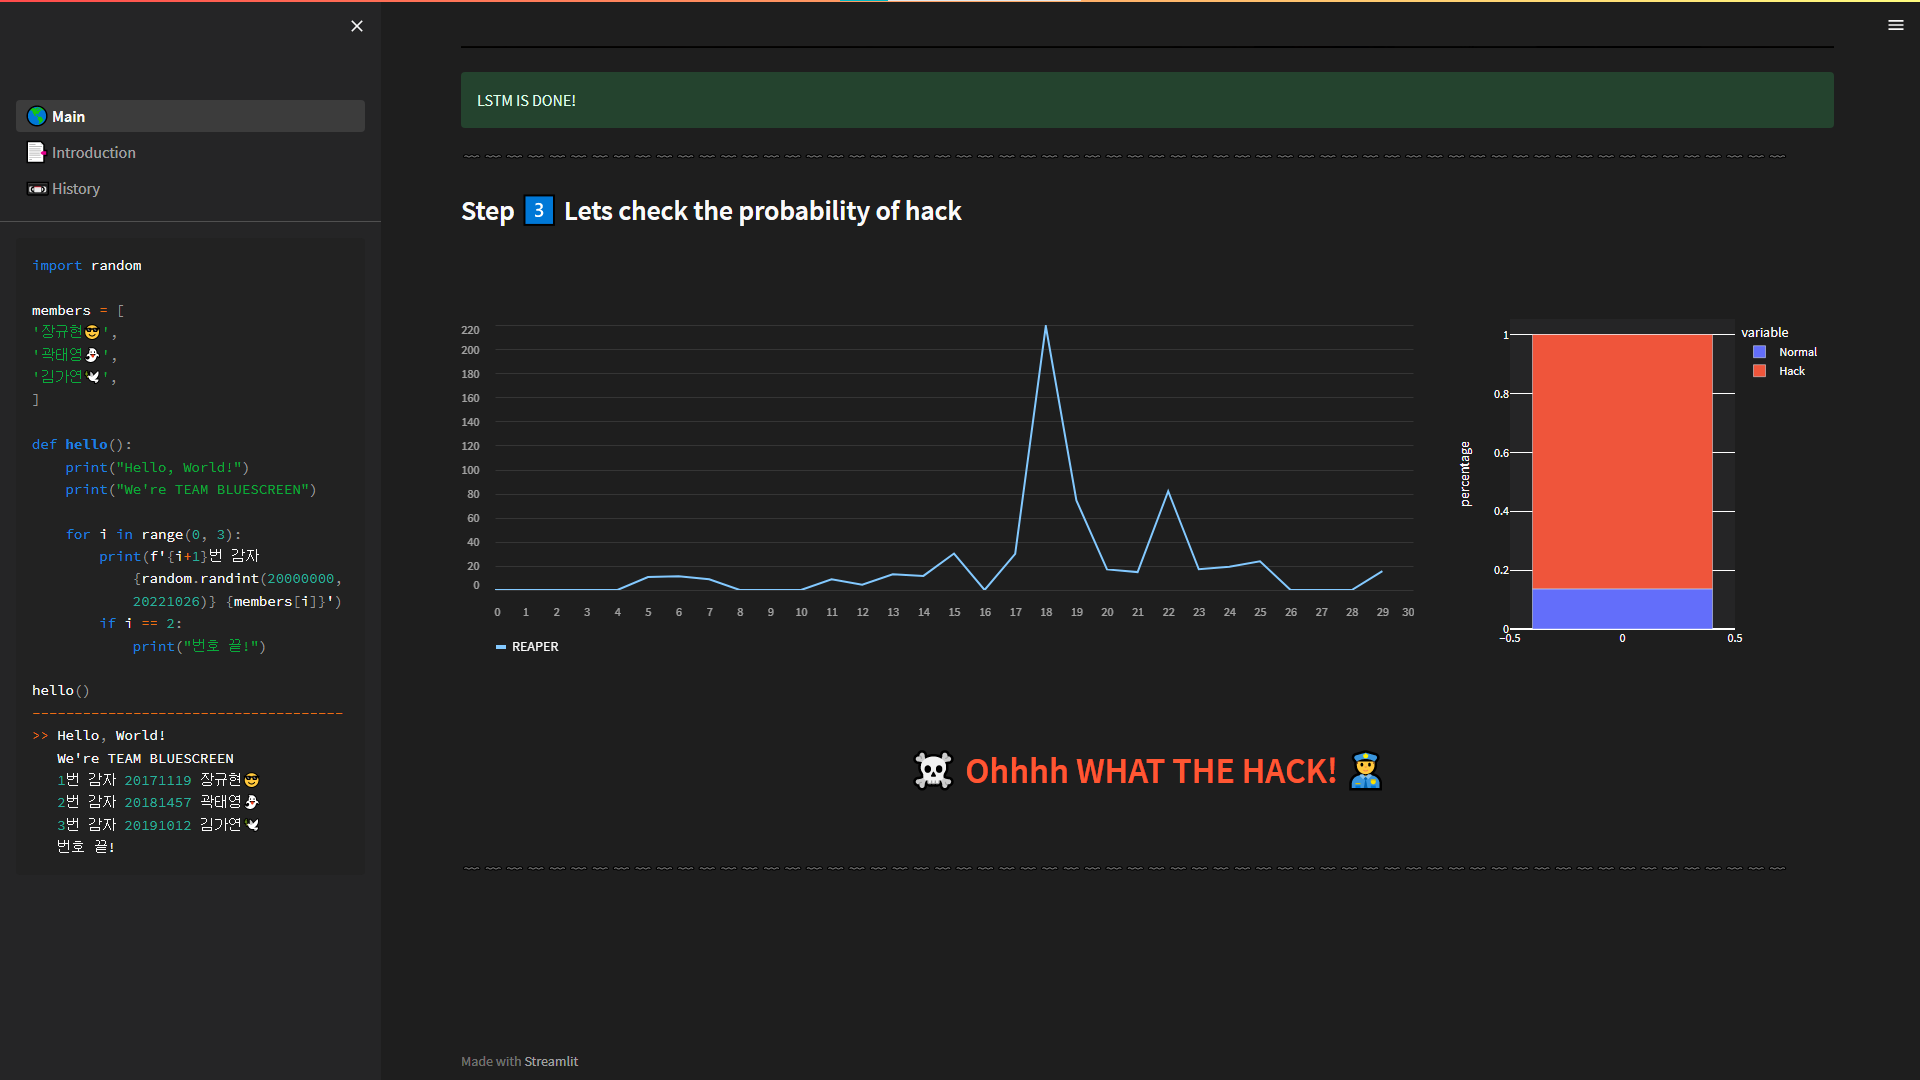 Main
Introduction
History
import random
members = [
'장규현😎',
'곽태영👻',
'김가연🕊',
]
def hello():
print("Hello, World!")
print("We're TEAM BLUESCREEN")
for i in range(0, 3):
print(f'{i+1}번 감자
{random.randint(20000000,
20221026)} {members[i]}')
if i == 2:
print("번호 끝!")
hello()
-------------------------------------
>> Hello, World!
We're TEAM BLUESCREEN
1번 감자 20171119 장규현😎
2번 감자 20181457 곽태영👻
3번 감자 20191012 김가연🕊
번호 끝!
LSTM IS DONE!
Step 3️⃣ Lets check the probability of hack
220
200
180
160
140
120
100
80
60
40
20
0
0 1 2 3 4 5 6 7 8 9 10 11 12 13 14 15 16 17 18 19 20 21 22 23 24 25 26 27 28 29 30
REAPER
percentage
1
0.8
0.6
0.4
0.2
0
−0.5 0 0.5
variable
Normal
Hack
☠️ Ohhhh WHAT THE HACK! 👮
Made with Streamlit